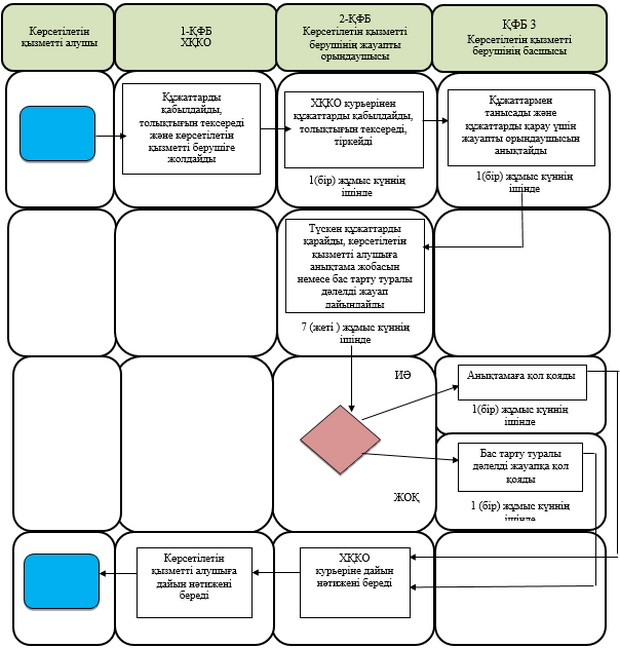 Көрсетілетін
қызметті алушы
1-ҚФБ
ХҚКО
2-ҚФБ
Көрсетілетін қызметті
берушінің жауапты
орындаушысы
ҚФБ 3
Көрсетілетін қызметті
берушінің басшысы
Құжаттарды
қабылдайды,
толықтығын тексереді
және көрсетілетін
қызметті берушіге
жолдайды
ХҚКО курьерінен
құжаттарды қабылдайды,
толықтығын тексереді,
тіркейді
1(бір) жұмыс күннің
ішінде
Құжаттармен
танысады және
құжаттарды қарау үшін
жауапты орындаушысын
анықтайды
1(бір) жұмыс күннің
ішінде
Түскен құжаттарды
қарайды, көрсетілетін
қызметті алушыға
анықтама жобасын
немесе бас тарту туралы
дәлелді жауап
дайындайды
7 (жеті ) жұмыс күннің
ішінде
ИӘ
Анықтамаға қол қояды
1(бір) жұмыс күннің
ішінде
Бас тарту туралы
дәлелді жауапқа қол
қояды
ЖОҚ
1 (бір) жұмыс күннің
ішінде
Көрсетілетін
қызметті алушыға
дайын нәтижені
береді
ХҚКО
курьеріне дайын
нәтижені береді